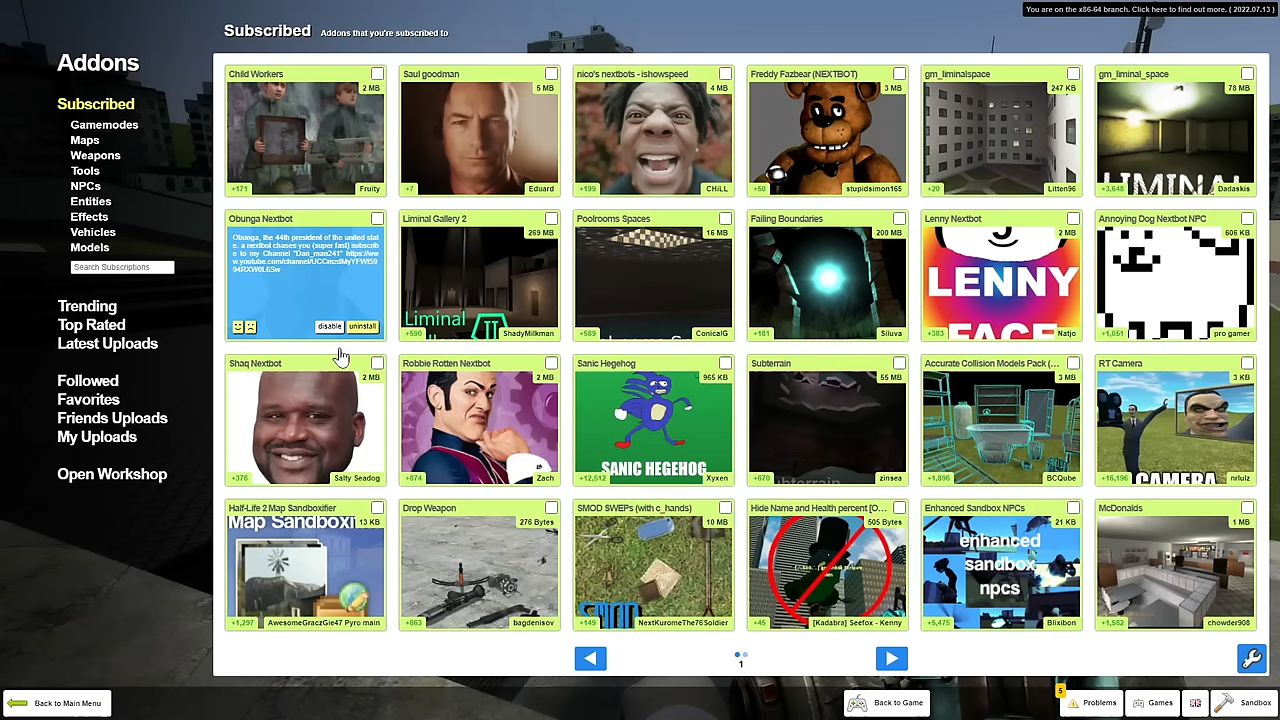 You are on the x86-64 branch. Click here to find out more. ( 2022.07.13 )
Subscribed Addons that you're subscribed to
Addons
Subscribed
Gamemodes
Maps
Weapons
Tools
NPCs
Entities
Effects
Vehicles
Models
Search Subscriptions
Trending
Top Rated
Latest Uploads
Followed
Favorites
Friends Uploads
My Uploads
Open Workshop
Child Workers
2 MB
+171
Fruity
Saul goodman
5 MB
+7
Eduard
nico's nextbots - ishowspeed
4 MB
+199
CHiLL
Freddy Fazbear (NEXTBOT)
3 MB
+50
stupidsimon165
gm_liminalspace
247 KB
+20
Litten96
gm_liminal_space
78 MB
LIMINAL
+3,648
Dadaskis
Obunga Nextbot
Obunga, the 44th president of the united stat
e. a nextbot chases you (super fast) subscrib
e to my Channel "Dan_man241" https://ww
disable
uninstall
Liminal Gallery 2
269 MB
Liminal
II
+590
ShadyMilkman
Poolrooms Spaces
16 MB
+589
ConicalG
Failing Boundaries
200 MB
+181
Siluva
Lenny Nextbot
2 MB
LENNY
FACE
+383
Natjo
Annoying Dog Nextbot NPC
606 KB
+1,051
pro gamer
Shaq Nextbot
2 MB
+376
Salty Seadog
Robbie Rotten Nextbot
2 MB
+874
Zach
Sanic Hegehog
965 KB
SANIC HEGEHOG
+12,512
Xyxen
Subterrain
55 MB
subterrain
+670
zinsea
Accurate Collision Models Pack (...
3 MB
+1,896
BCQube
RT Camera
3 KB
CAMERA
+16,196
nrlulz
Half-Life 2 Map Sandboxifier
Map Sandboxi
13 KB
+1,297
AwesomeGraczGie47 Pyro main
Drop Weapon
276 Bytes
+863
bagdenisov
SMOD SWEPs (with c_hands)
10 MB
SMOD
+149
NextKuromeThe76Soldier
Hide Name and Health percent [O...
505 Bytes
+45
[Kadabra] Seefox - Kenny
Enhanced Sandbox NPCs
21 KB
enhanced
sandbox
npcs
+5,475
Blixibon
McDonalds
1 MB
+1,582
chowder908
1
Back to Main Menu
Back to Game
5
Problems
Games
Sandbox